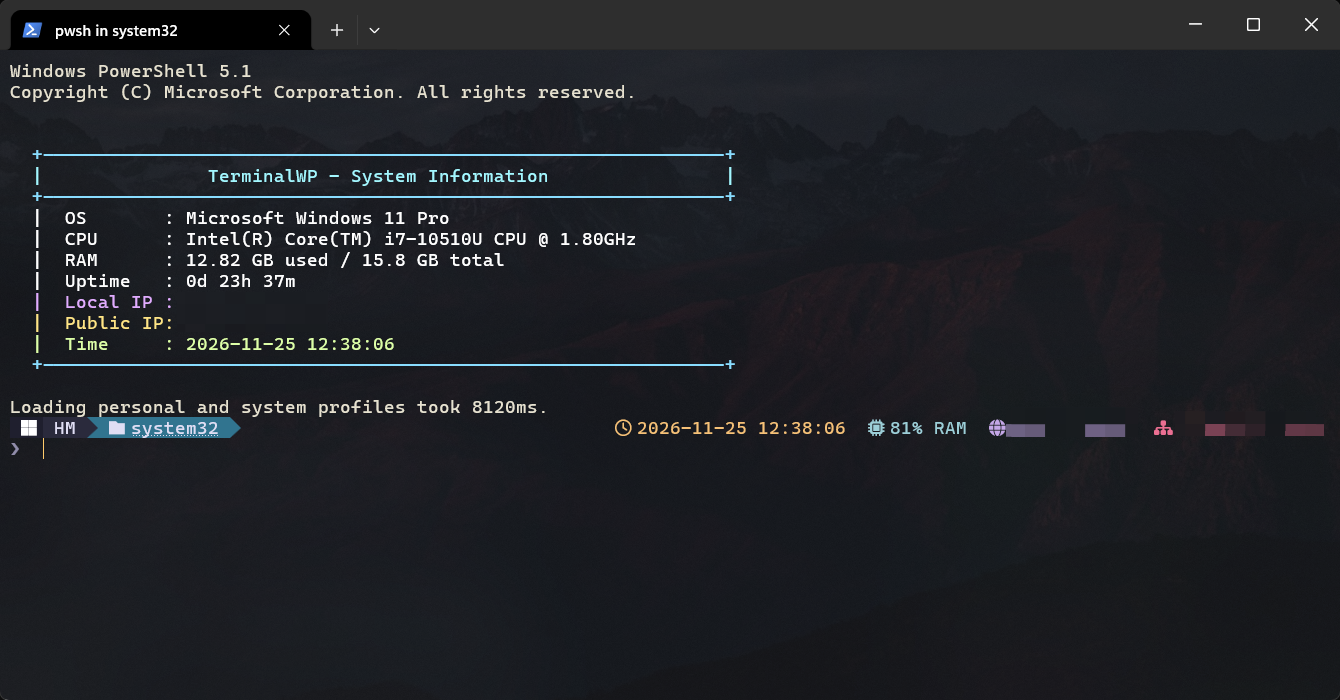 pwsh in system32
Windows PowerShell 5.1
Copyright (C) Microsoft Corporation. All rights reserved.
TerminalWP - System Information
OS : Microsoft Windows 11 Pro
CPU : Intel(R) Core(TM) i7-10510U CPU @ 1.80GHz
RAM : 12.82 GB used / 15.8 GB total
Uptime : 0d 23h 37m
Local IP :
Public IP:
Time : 2026-11-25 12:38:06
Loading personal and system profiles took 8120ms.
HM system32 2026-11-25 12:38:06 81% RAM
❯